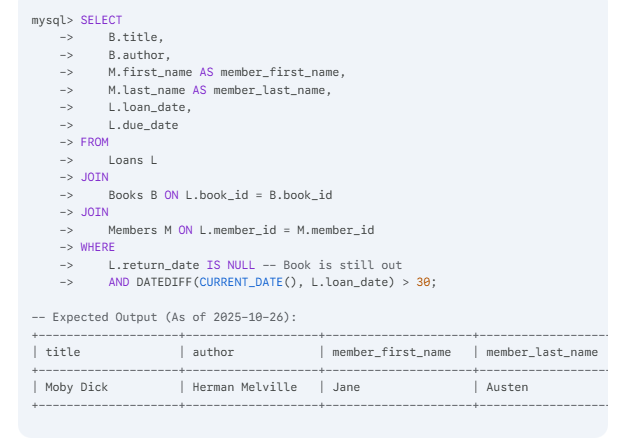 mysql> SELECT
    ->     B.title,
    ->     B.author,
    ->     M.first_name AS member_first_name,
    ->     M.last_name AS member_last_name,
    ->     L.loan_date,
    ->     L.due_date
    -> FROM
    ->     Loans L
    -> JOIN
    ->     Books B ON L.book_id = B.book_id
    -> JOIN
    ->     Members M ON L.member_id = M.member_id
    -> WHERE
    ->     L.return_date IS NULL -- Book is still out
    ->     AND DATEDIFF(CURRENT_DATE(), L.loan_date) > 30;

-- Expected Output (As of 2025-10-26):
+--------------------+-------------------+---------------------+------------------
| title              | author            | member_first_name   | member_last_name
+--------------------+-------------------+---------------------+------------------
| Moby Dick          | Herman Melville   | Jane                | Austen
+--------------------+-------------------+---------------------+------------------